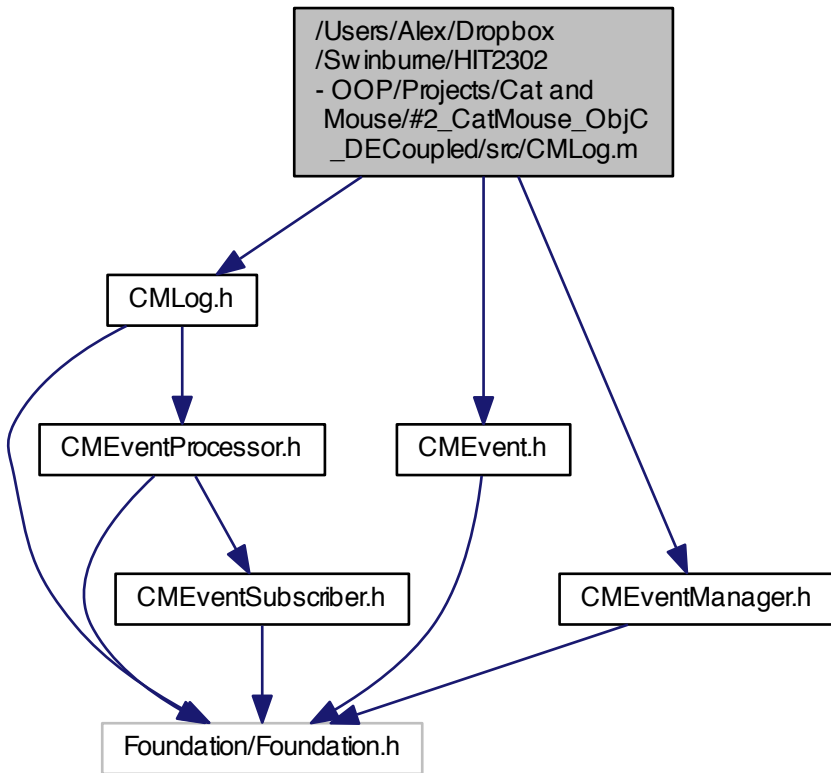 /Users/Alex/Dropbox
/Swinburne/HIT2302
- OOP/Projects/Cat and
Mouse/#2_CatMouse_ObjC
_DECoupled/src/CMLog.m
CMLog.h
CMEventProcessor.h
CMEvent.h
CMEventSubscriber.h
CMEventManager.h
Foundation/Foundation.h